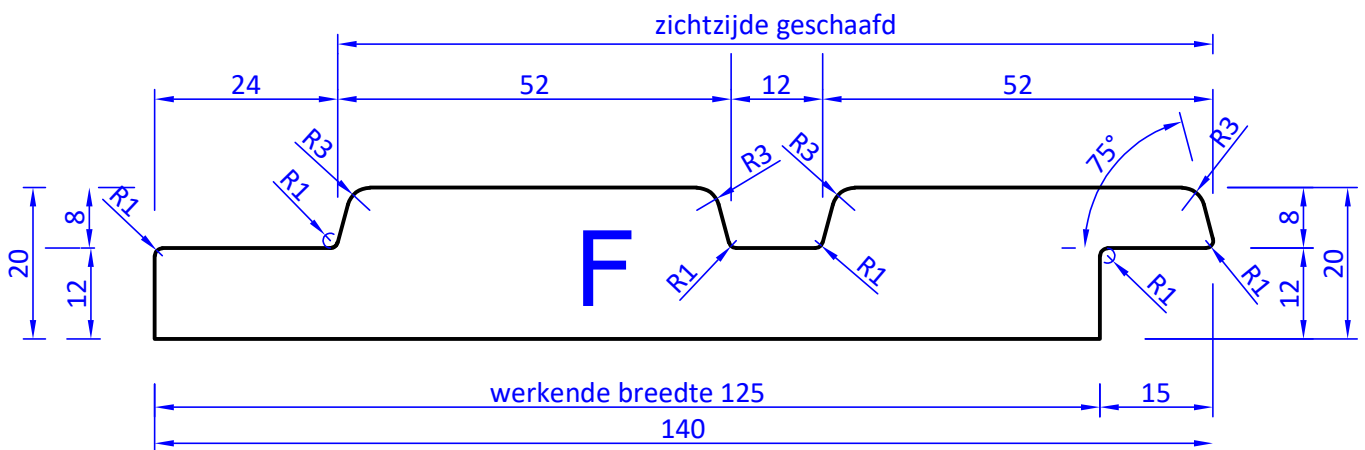 zichtzijde geschaafd
24 52 12 52
R3 R3 R3 75° R3
R1 R1
8 8
20 12 F 12 20
R1 R1 R1 R1
werkende breedte 125 15
140